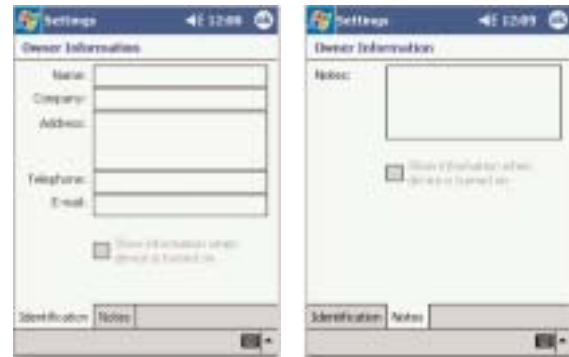 Settings 12:08 ok
Owner Information
Name:
Company:
Address:
Telephone:
E-mail:
Show information when
device is turned on
Identification Notes
Settings 12:09 ok
Owner Information
Notes:
Show information when
device is turned on
Identification Notes